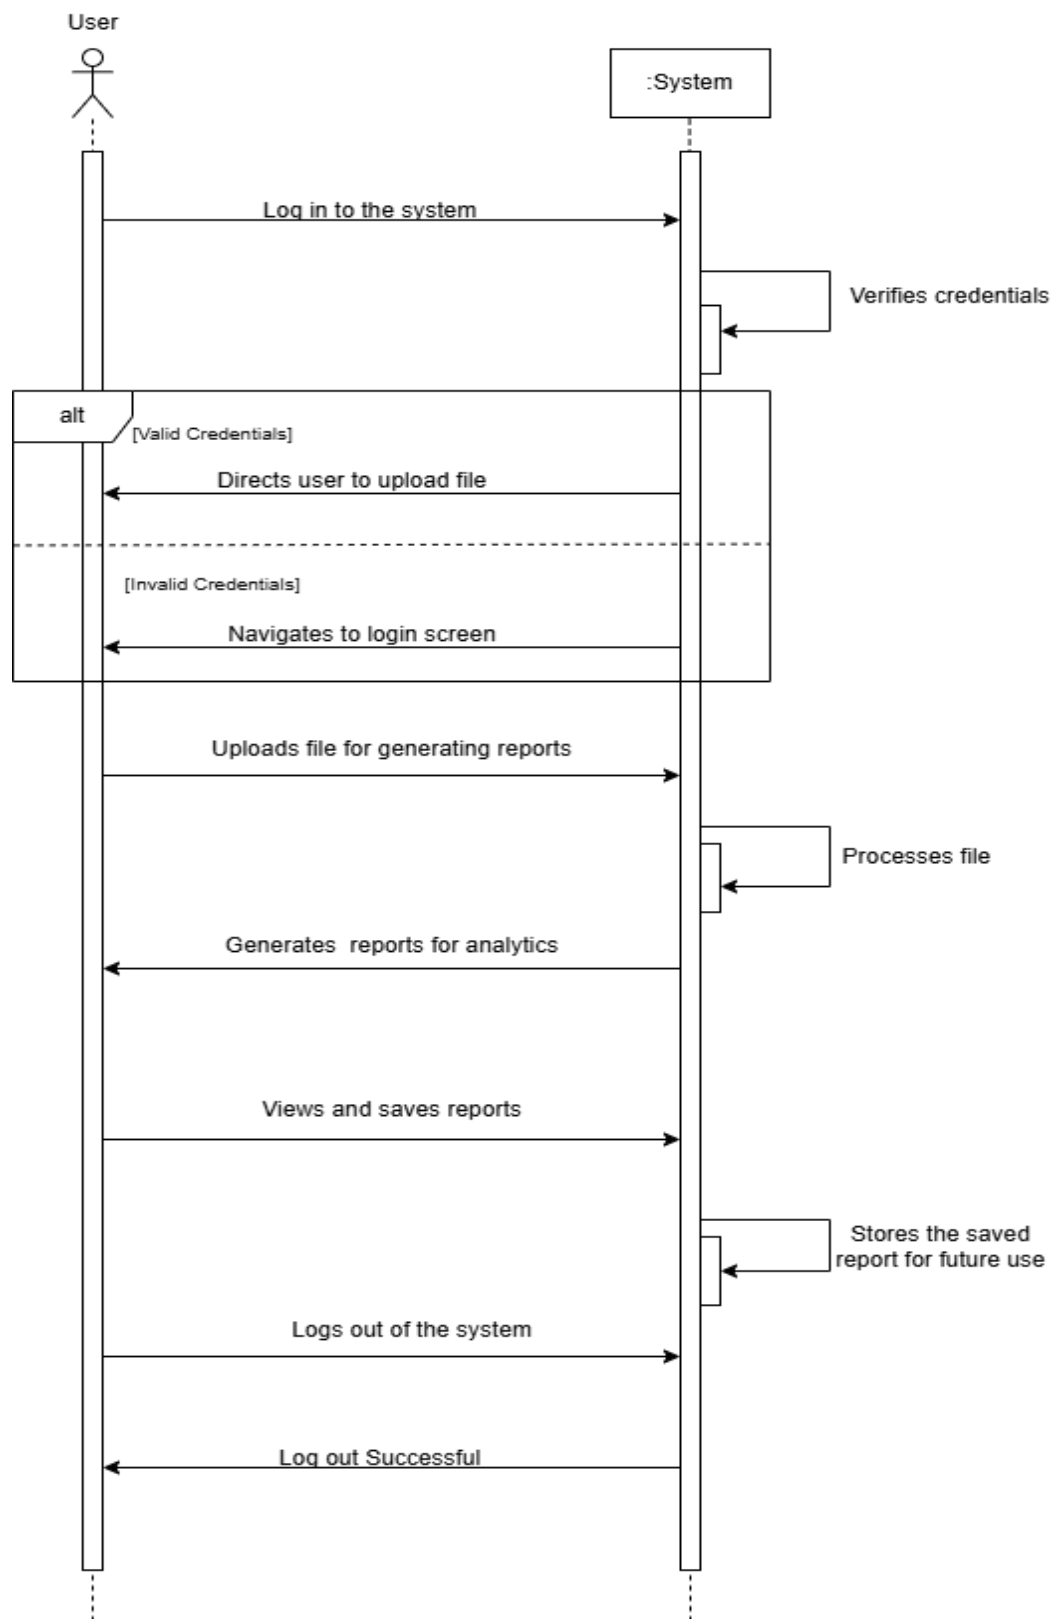 User
:System
Log in to the system
Verifies credentials
alt
[Valid Credentials]
Directs user to upload file
[Invalid Credentials]
Navigates to login screen
Uploads file for generating reports
Processes file
Generates  reports for analytics
Views and saves reports
Stores the saved
report for future use
Logs out of the system
Log out Successful